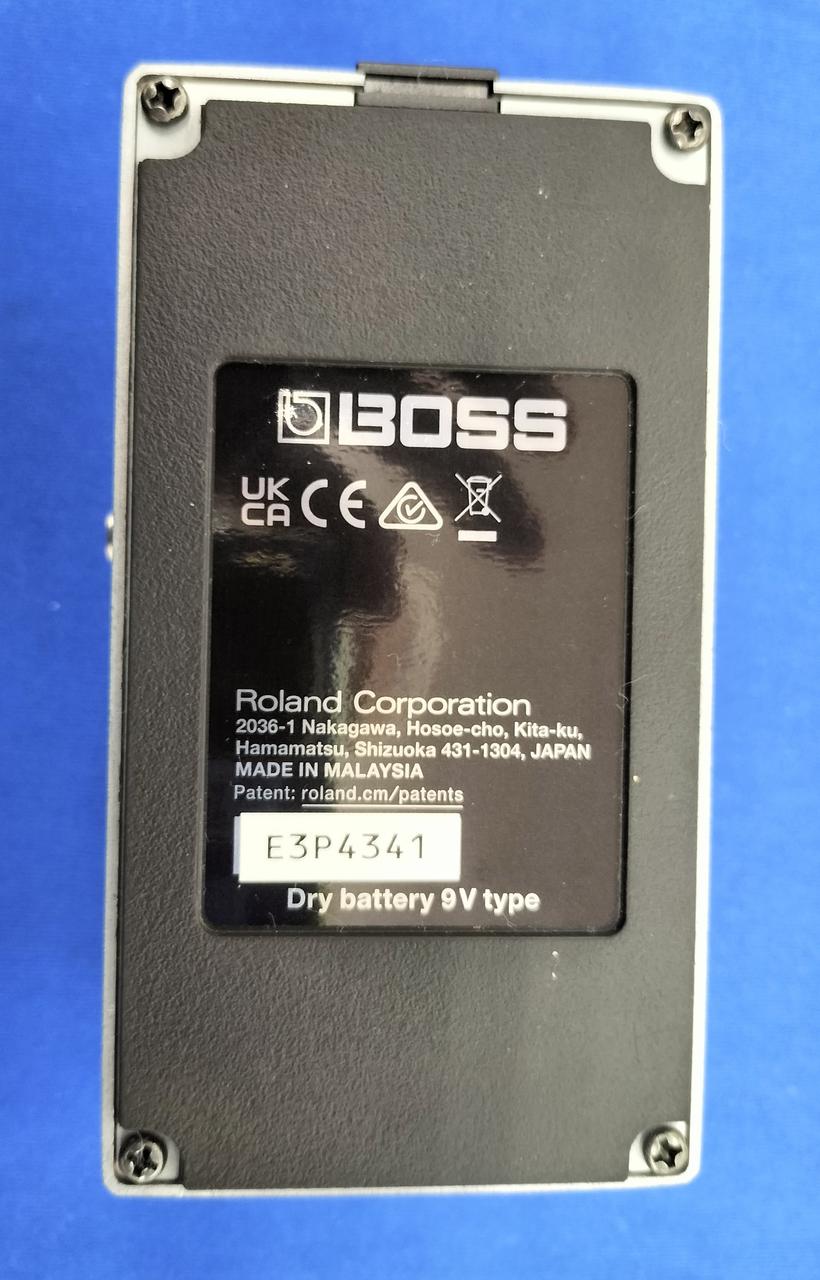 BOSS
UK
CA CE
Roland Corporation
2036-1 Nakagawa, Hosoe-cho, Kita-ku,
Hamamatsu, Shizuoka 431-1304, JAPAN
MADE IN MALAYSIA
Patent: roland.cm/patents
E3P4341
Dry battery 9V type